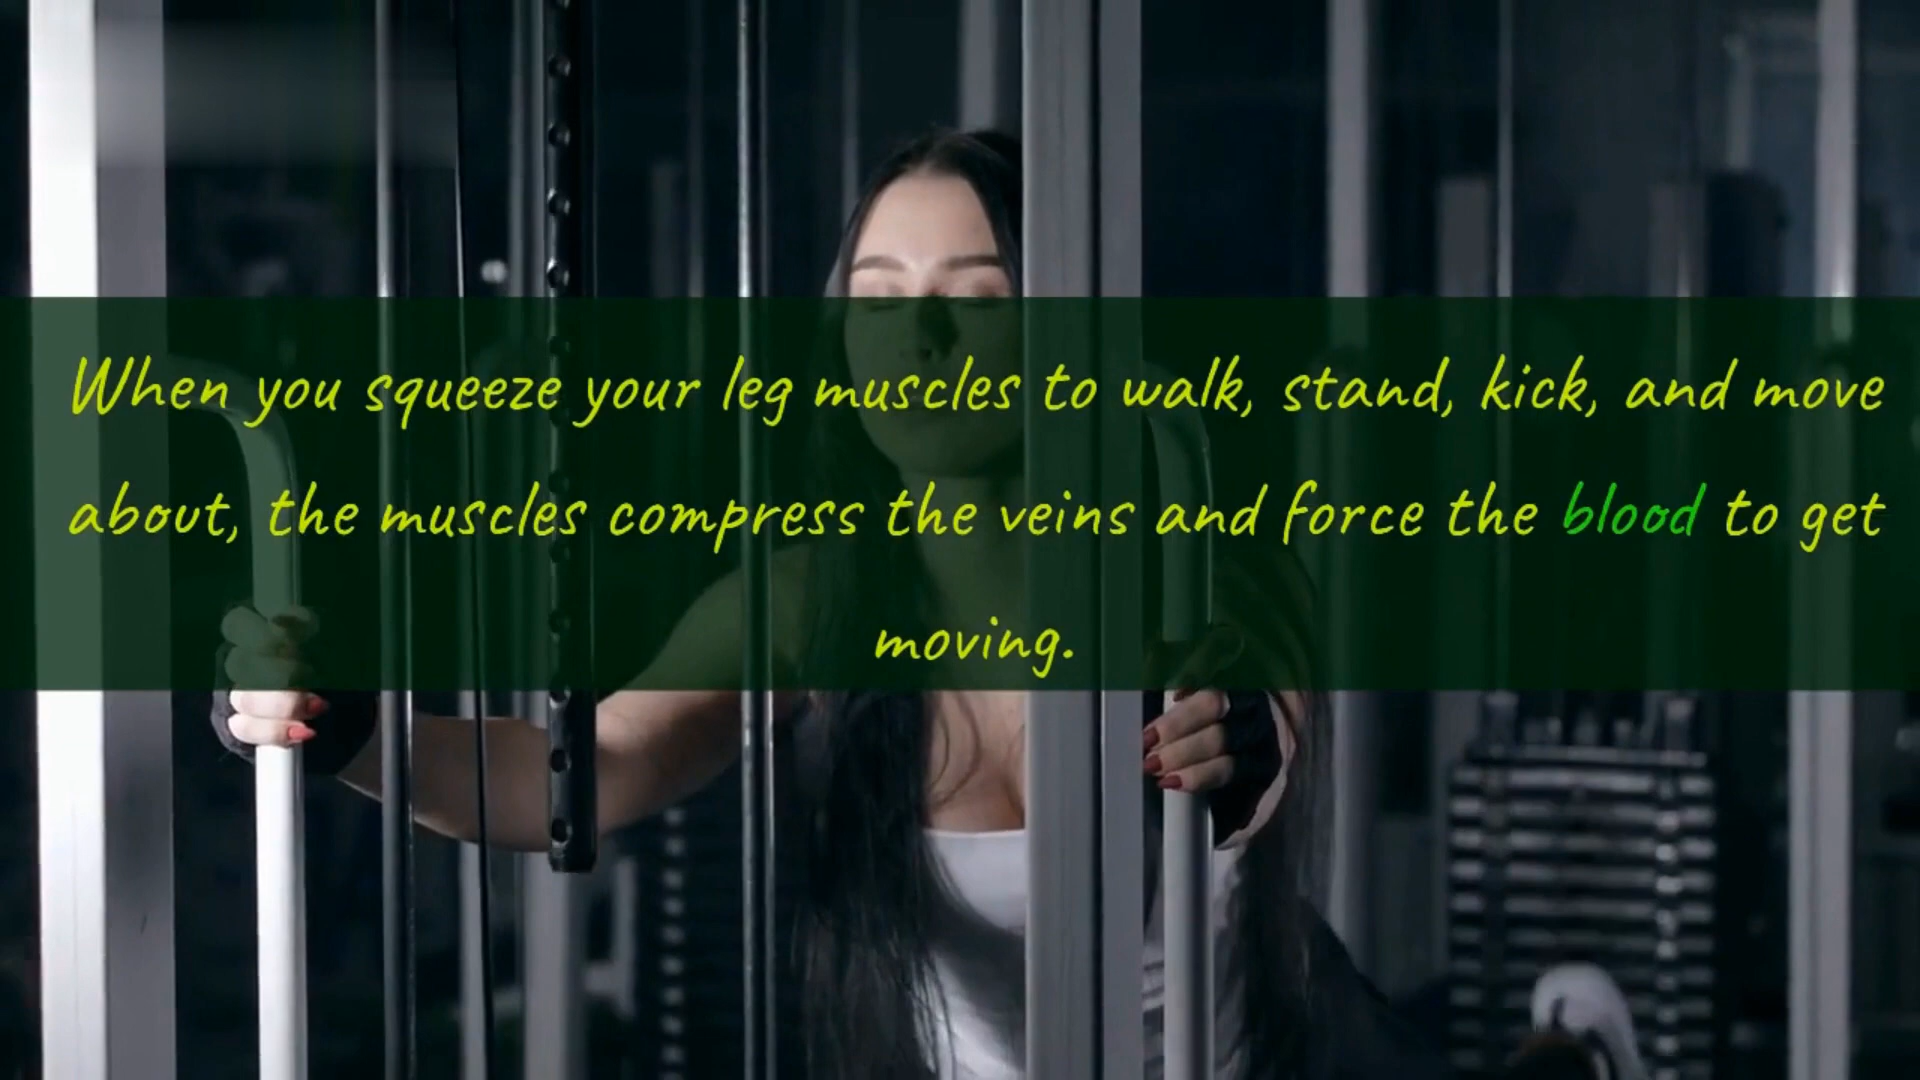 When you squeeze your leg muscles to walk, stand, kick, and move
about, the muscles compress the veins and force the blood to get
moving.